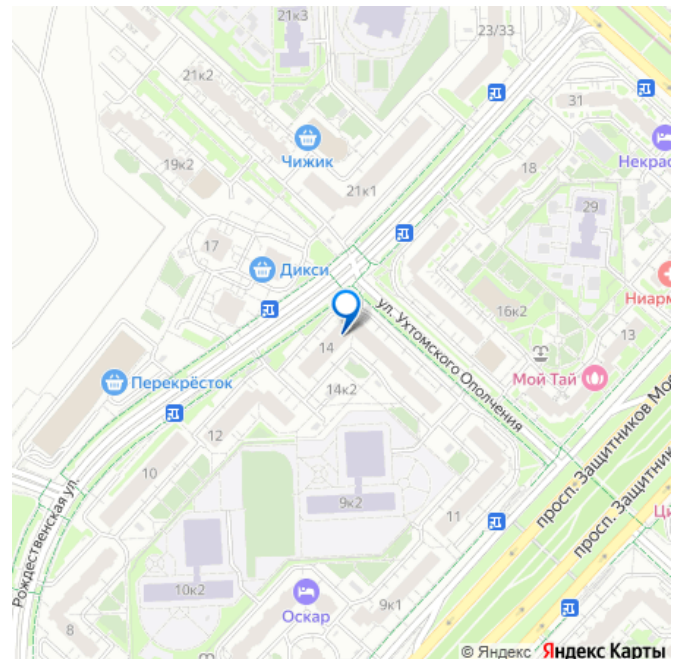 21к3
23/33
21к2
31
Чижик
Некрас
19к2
18
21к1
29
17
Дикси
Ниарм
ул. Ухтомского Ополчения
16к2
13
14
Мой Тай
Перекрёсток
14к2
просп. Защитников Мос
12
10
просп. Защитник
9к2
11
Ци
Рождественская ул.
10к2
Оскар
9к1
8
© Яндекс Яндекс Карты